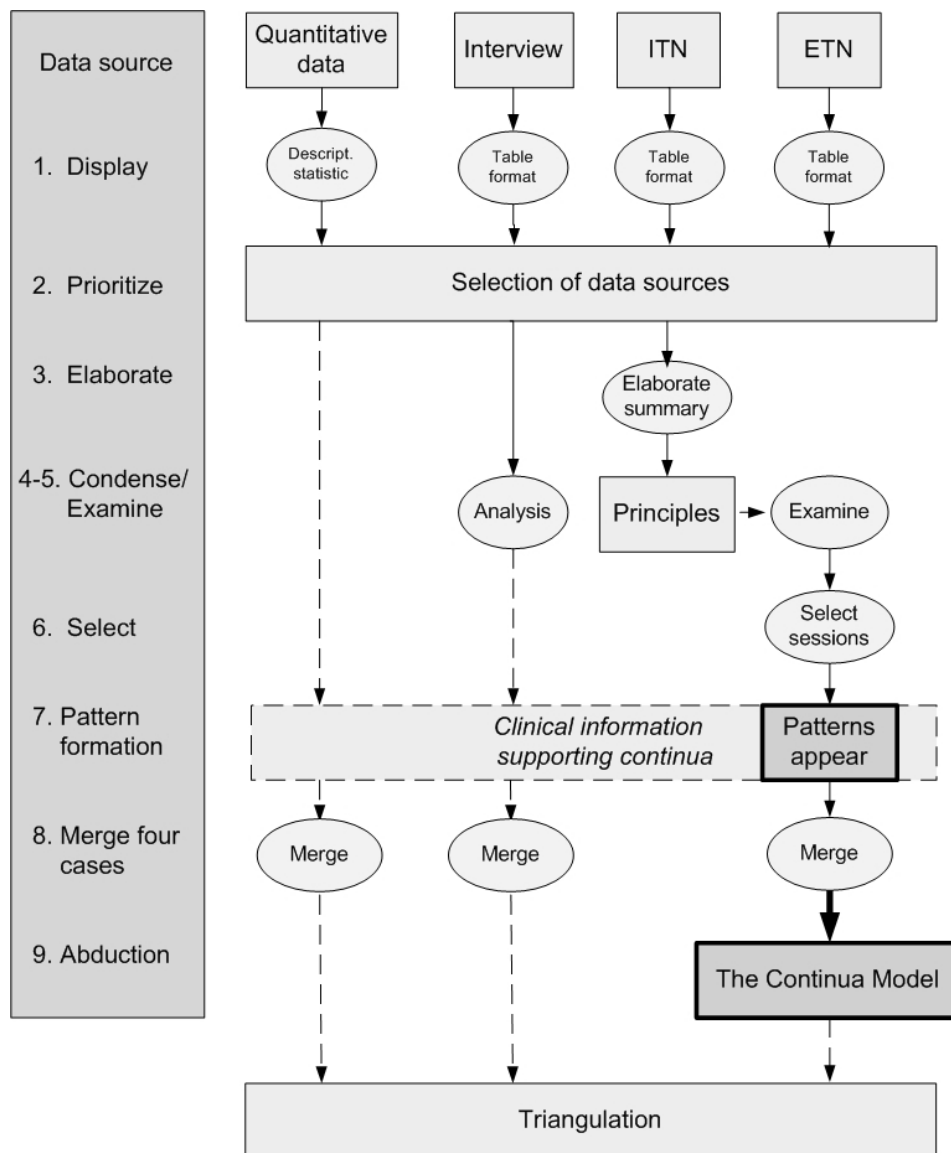 Data source
Quantitative
data
Interview
ITN
ETN
1. Display
Descript.
statistic
Table
format
Table
format
Table
format
2. Prioritize
Selection of data sources
3. Elaborate
Elaborate
summary
4-5. Condense/
Examine
Analysis
Principles
Examine
6. Select
Select
sessions
7. Pattern
formation
Clinical information
supporting continua
Patterns
appear
8. Merge four
cases
Merge
Merge
Merge
9. Abduction
The Continua Model
Triangulation